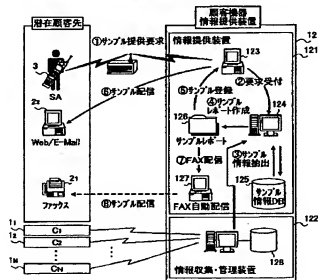 潜在顧客先
顧客機器
情報提供装置
12
121
情報提供装置
①サンプル提供要求
123
3
SA
②要求受付
⑥サンプル配信
⑤サンプル登録
④サンプル
レポート作成
124
22
126
Web/E-Mail
サンプルレポート
③サンプル
情報抽出
⑦FAX配信
21
127
125
サンプル
情報DB
ファックス
⑧サンプル配信
FAX自動配信
122
11
C1
12
C2
1N
CN
128
情報収集・管理装置